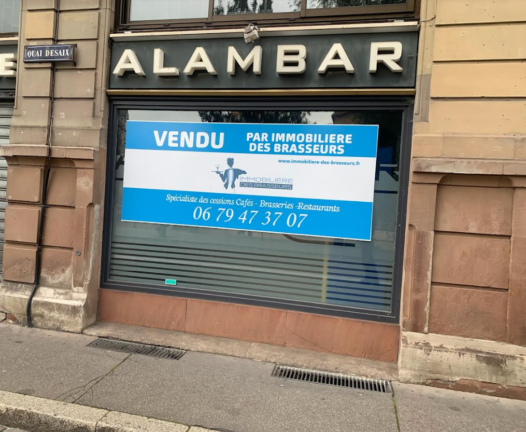 QUAI DESAIX
E
ALAMBAR
VENDU
PAR IMMOBILIERE
DES BRASSEURS
www.immobiliere-des-brasseurs.fr
IMMOBILIERE
DES BRASSEURS
Spécialiste des cessions Cafés - Brasseries -Restaurants
06 79 47 37 07